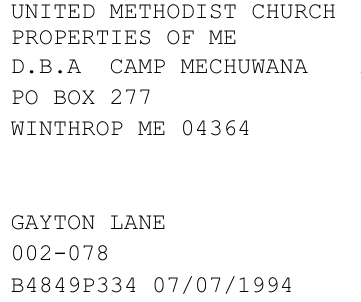 UNITED METHODIST CHURCH
PROPERTIES OF ME
D.B.A  CAMP MECHUWANA
PO BOX 277
WINTHROP ME 04364
GAYTON LANE
002-078
B4849P334 07/07/1994